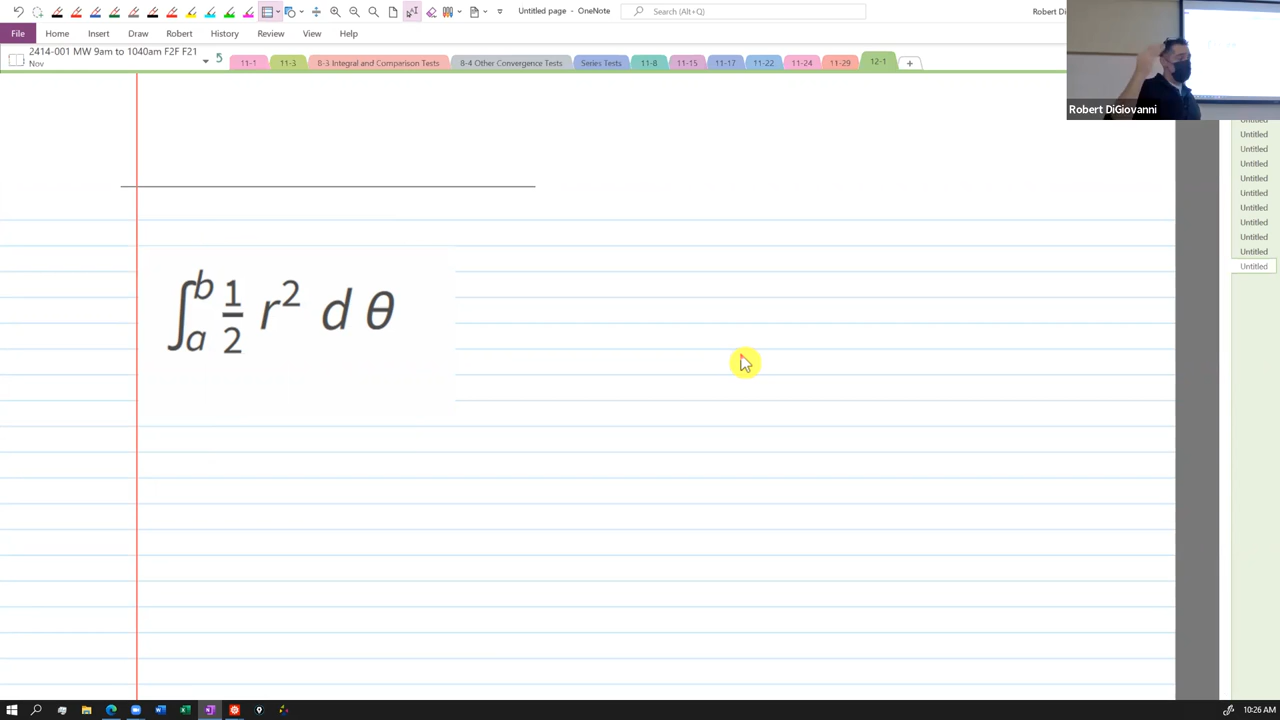 Untitled page - OneNote
Search (Alt+Q)
Robert Di
File Home Insert Draw Robert History Review View Help
2414-001 MW 9am to 1040am F2F F21
Nov
5
11-1 11-3 8-3 Integral and Comparison Tests 8-4 Other Convergence Tests Series Tests 11-8 11-15 11-17 11-22 11-24 11-29 12-1
Robert DiGiovanni
Untitled
Untitled
Untitled
Untitled
Untitled
Untitled
Untitled
Untitled
Untitled
Untitled
Untitled
∫_a^b 1/2 r² d θ
10:26 AM